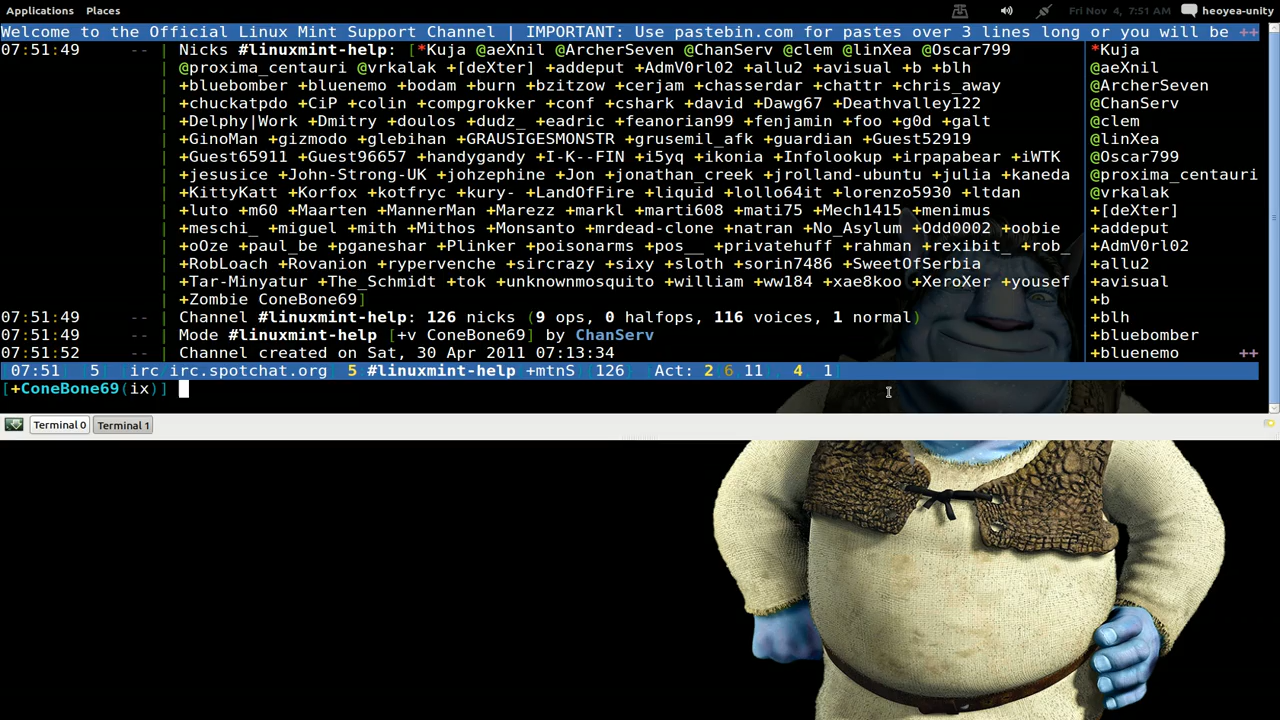 Applications Places Fri Nov 4, 7:51 AM heoyea-unity
Welcome to the Official Linux Mint Support Channel | IMPORTANT: Use pastebin.com for pastes over 3 lines long or you will be ++
07:51:49 -- | Nicks #linuxmint-help: [*Kuja @aeXnil @ArcherSeven @ChanServ @clem @linXea @Oscar799 | *Kuja
| @proxima_centauri @vrkalak +[deXter] +addeput +AdmV0rl02 +allu2 +avisual +b +blh | @aeXnil
| +bluebomber +bluenemo +bodam +burn +bzitzow +cerjam +chasserdar +chattr +chris_away | @ArcherSeven
| +chuckatpdo +CiP +colin +compgrokker +conf +cshark +david +Dawg67 +Deathvalley122 | @ChanServ
| +Delphy|Work +Dmitry +doulos +dudz_ +eadric +feanorian99 +fenjamin +foo +g0d +galt | @clem
| +GinoMan +gizmodo +glebihan +GRAUSIGESMONSTR +grusemil_afk +guardian +Guest52919 | @linXea
| +Guest65911 +Guest96657 +handygandy +I-K--FIN +i5yq +ikonia +Infolookup +irpapabear +iWTK | @Oscar799
| +jesusice +John-Strong-UK +johzephine +Jon +jonathan_creek +jrolland-ubuntu +julia +kaneda | @proxima_centauri
| +KittyKatt +Korfox +kotfryc +kury- +LandOfFire +liquid +lollo64it +lorenzo5930 +ltdan | @vrkalak
| +luto +m60 +Maarten +MannerMan +Marezz +markl +marti608 +mati75 +Mech1415 +menimus | +[deXter]
| +meschi_ +miguel +mith +Mithos +Monsanto +mrdead-clone +natran +No_Asylum +Odd0002 +oobie | +addeput
| +oOze +paul_be +pganeshar +Plinker +poisonarms +pos__ +privatehuff +rahman +rexibit_ +rob_ | +AdmV0rl02
| +RobLoach +Rovanion +rypervenche +sircrazy +sixy +sloth +sorin7486 +SweetOfSerbia | +allu2
| +Tar-Minyatur +The_Schmidt +tok +unknownmosquito +william +ww184 +xae8koo +XeroXer +yousef | +avisual
| +Zombie ConeBone69] | +b
07:51:49 -- | Channel #linuxmint-help: 126 nicks (9 ops, 0 halfops, 116 voices, 1 normal) | +blh
07:51:49 -- | Mode #linuxmint-help [+v ConeBone69] by ChanServ | +bluebomber
07:51:52 -- | Channel created on Sat, 30 Apr 2011 07:13:34 | +bluenemo ++
[07:51] [5] [irc/irc.spotchat.org] 5 #linuxmint-help +mtnS (126) [Act: 2(6,11), 4, 1]
[+ConeBone69(ix)]
Terminal 0 Terminal 1